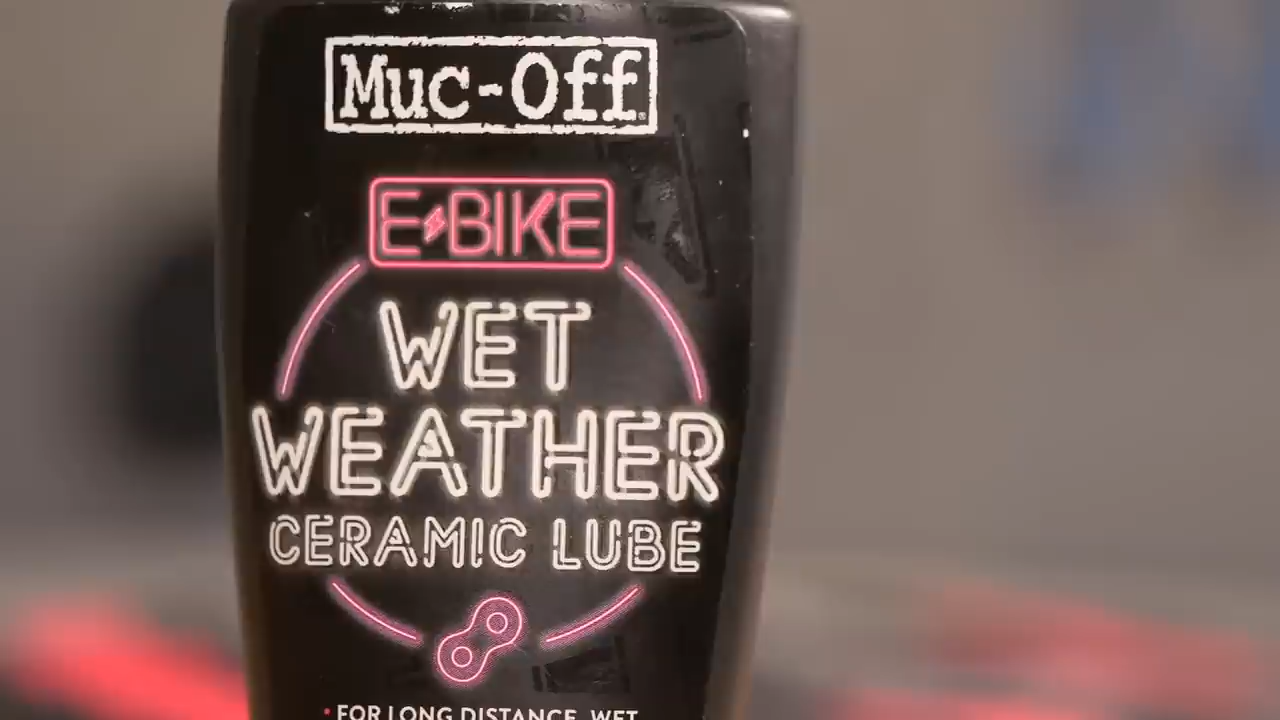 Muc-Off
E-BIKE
WET
WEATHER
CERAMIC LUBE
* FOR LONG DISTANCE, WET